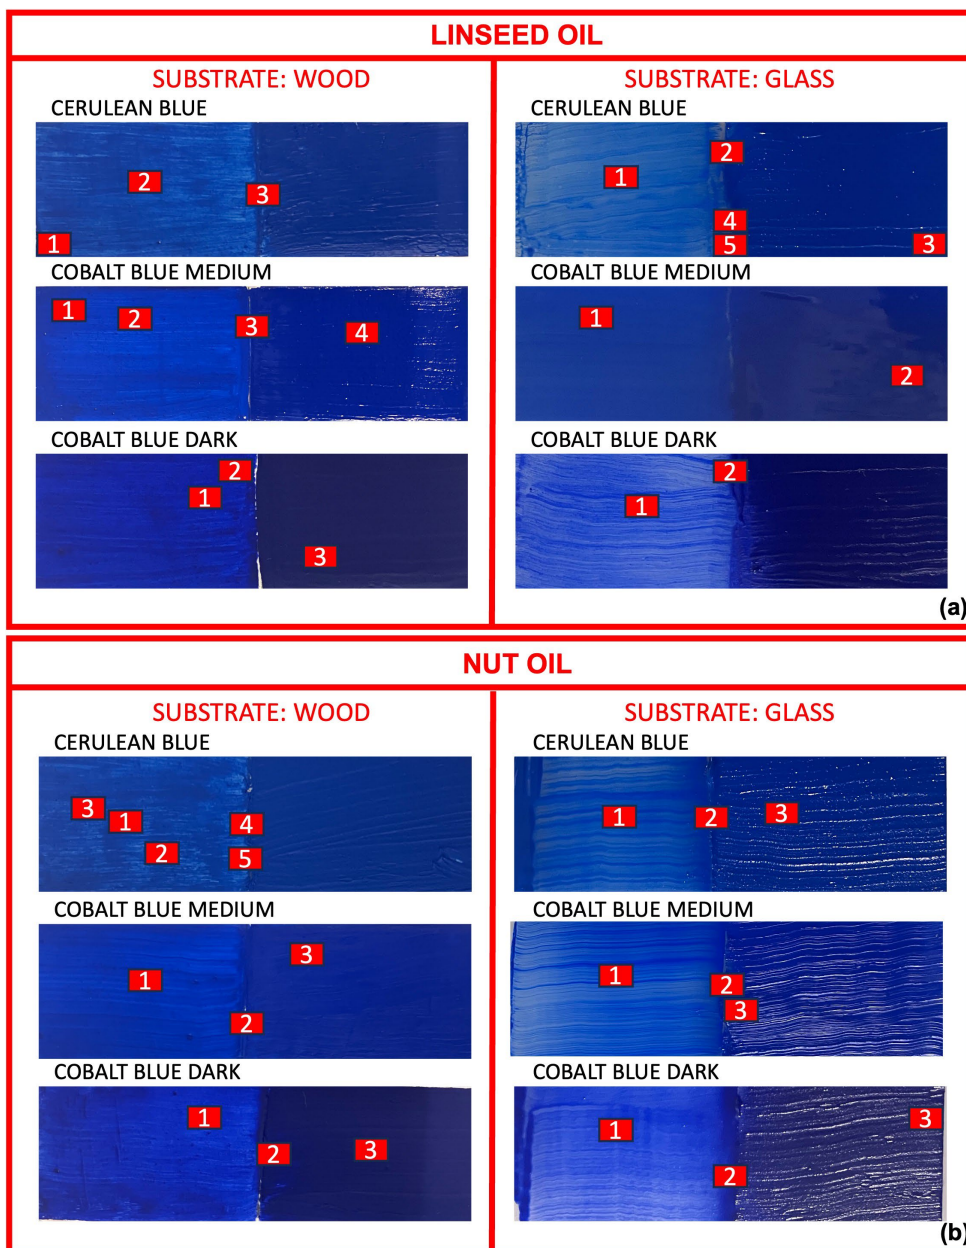 LINSEED OIL
SUBSTRATE: WOOD
CERULEAN BLUE
2
3
1
COBALT BLUE MEDIUM
1
2
3
4
COBALT BLUE DARK
2
1
3
SUBSTRATE: GLASS
CERULEAN BLUE
2
1
4
5
3
COBALT BLUE MEDIUM
1
2
COBALT BLUE DARK
2
1
(a)
NUT OIL
SUBSTRATE: WOOD
CERULEAN BLUE
3
1
4
2
5
COBALT BLUE MEDIUM
3
1
2
COBALT BLUE DARK
1
2
3
SUBSTRATE: GLASS
CERULEAN BLUE
1
2
3
COBALT BLUE MEDIUM
1
2
3
COBALT BLUE DARK
1
3
2
(b)